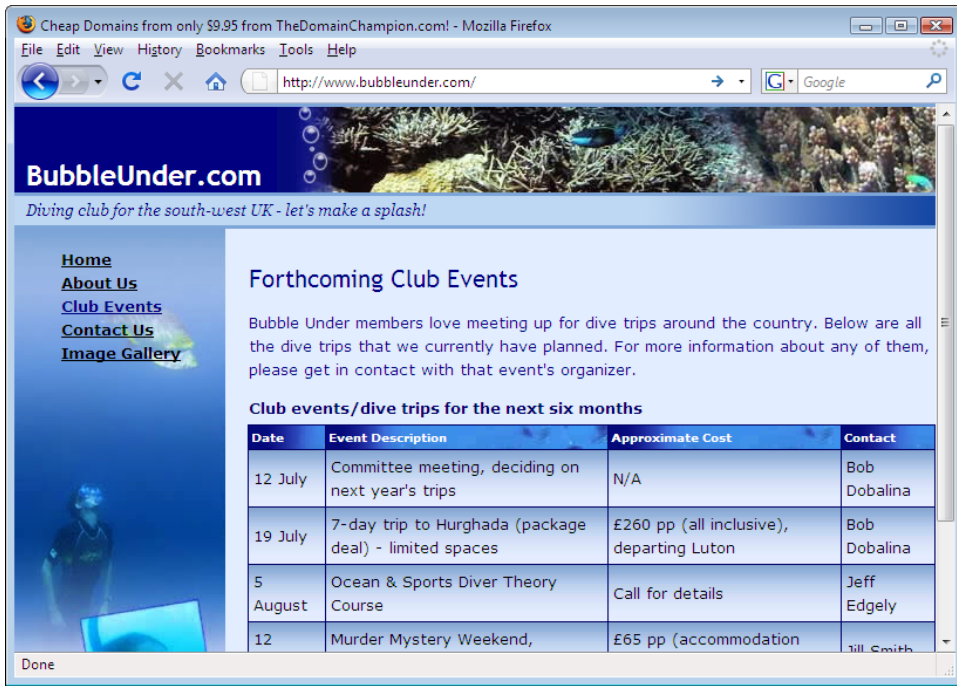 Cheap Domains from only $9.95 from TheDomainChampion.com! - Mozilla Firefox
File Edit View History Bookmarks Tools Help
http://www.bubbleunder.com/
G Google
BubbleUnder.com
Diving club for the south-west UK - let's make a splash!
Home
About Us
Club Events
Contact Us
Image Gallery
Forthcoming Club Events
Bubble Under members love meeting up for dive trips around the country. Below are all
the dive trips that we currently have planned. For more information about any of them,
please get in contact with that event's organizer.
Club events/dive trips for the next six months
Date Event Description Approximate Cost Contact
12 July Committee meeting, deciding on
next year's trips N/A Bob
Dobalina
19 July 7-day trip to Hurghada (package
deal) - limited spaces £260 pp (all inclusive),
departing Luton Bob
Dobalina
5
August Ocean & Sports Diver Theory
Course Call for details Jeff
Edgely
12 Murder Mystery Weekend, £65 pp (accommodation Jill Smith
Done